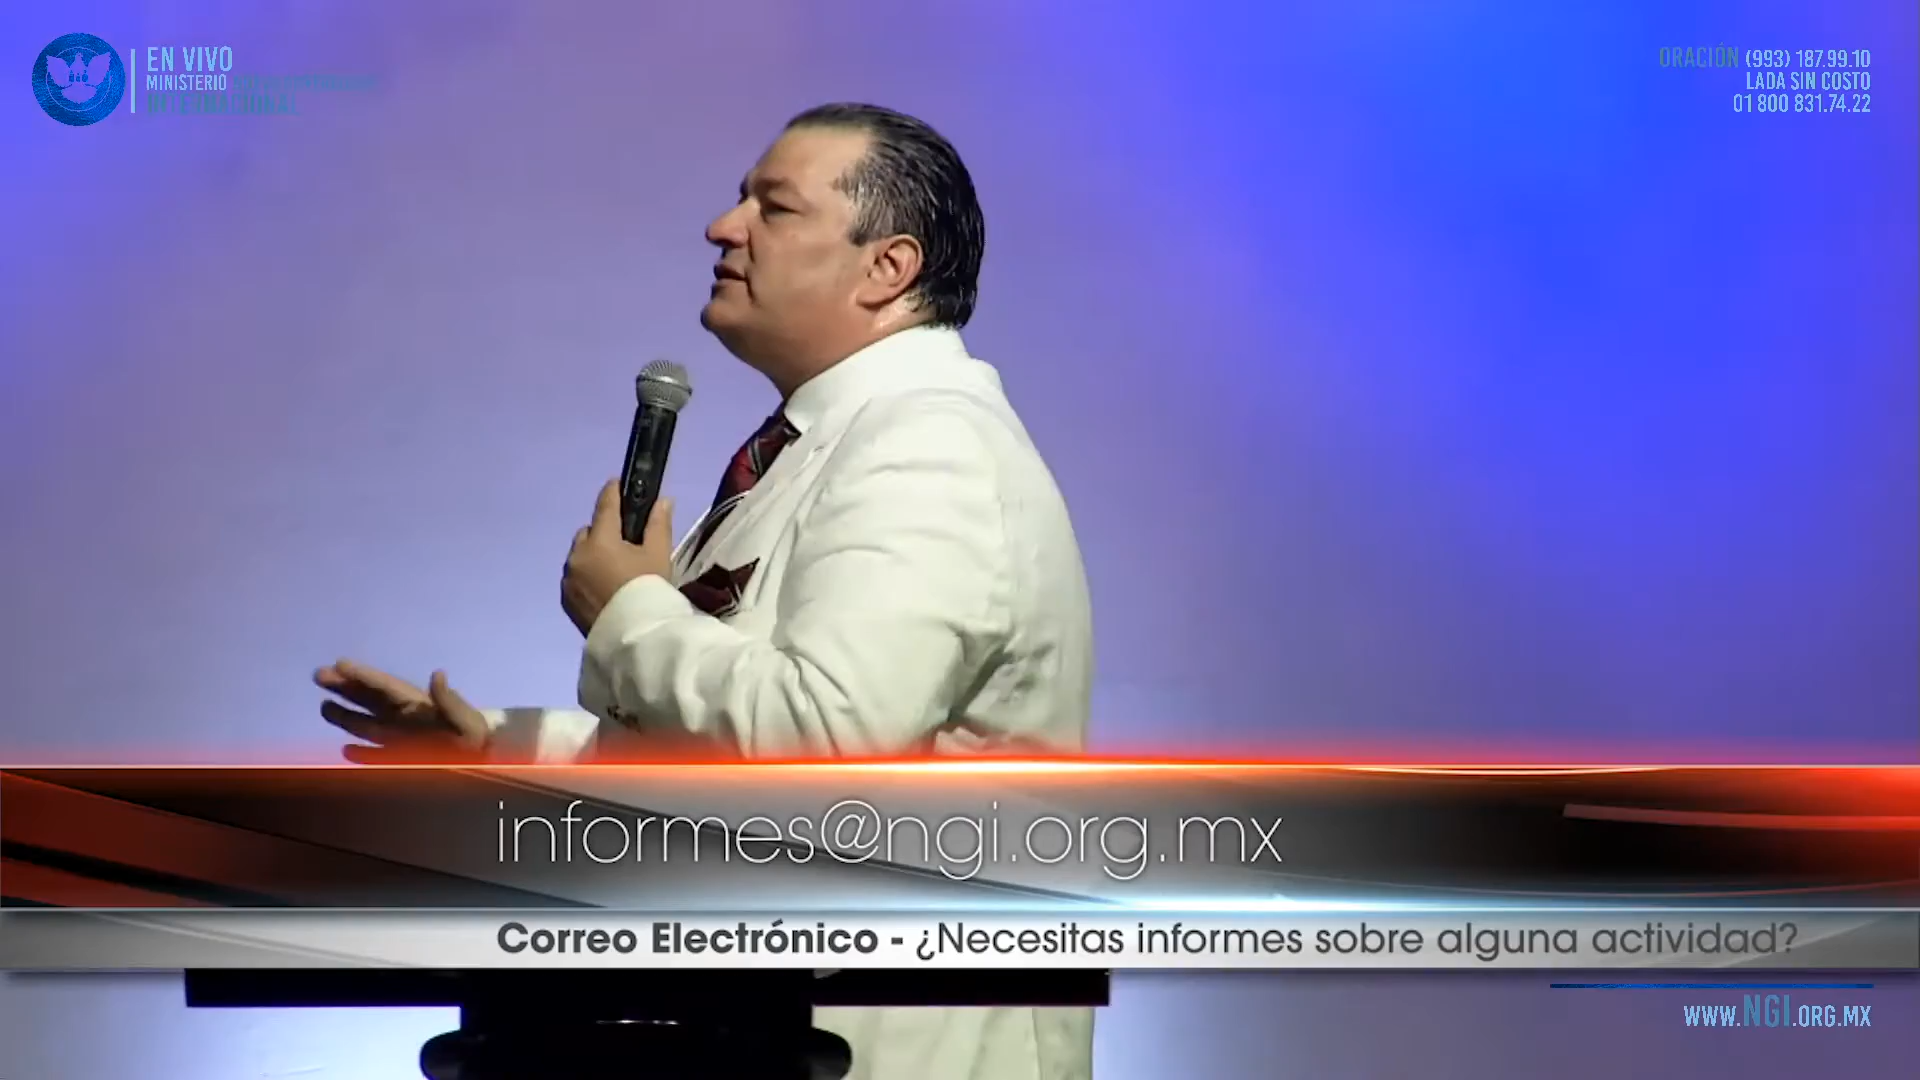 EN VIVO
MINISTERIO
INTERNACIONAL
ORACIÓN (993) 187.99.10
LADA SIN COSTO
01 800 831.74.22
informes@ngi.org.mx
Correo Electrónico - ¿Necesitas informes sobre alguna actividad?
WWW.NGI.ORG.MX